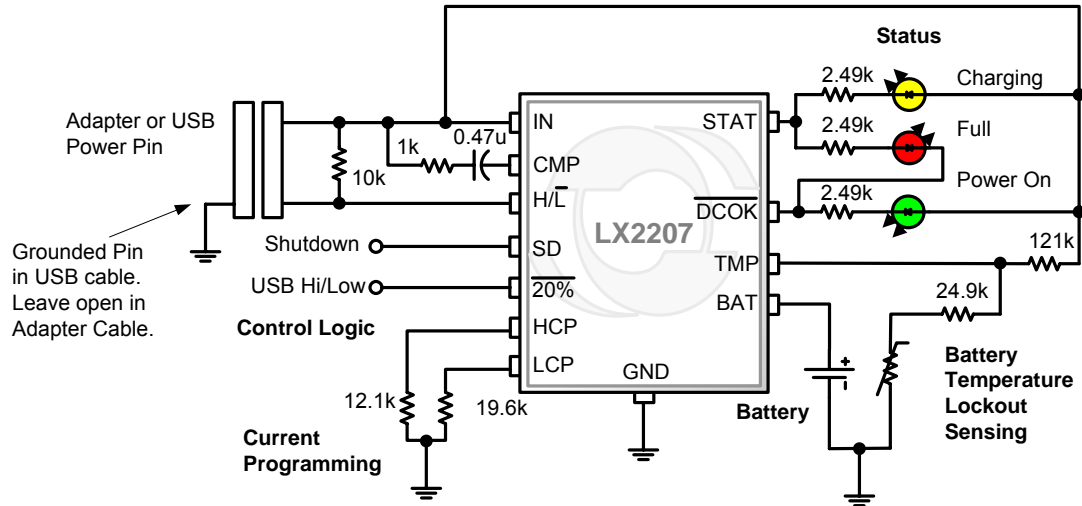 Status
Adapter or USB
Power Pin
10k
1k
0.47u
Grounded Pin
in USB cable.
Leave open in
Adapter Cable.
Shutdown
USB Hi/Low
Control Logic
12.1k
19.6k
Current
Programming
IN
CMP
H/L̅
SD
2̅0̅%̅
HCP
LCP
GND
LX2207
STAT
D̅C̅O̅K̅
TMP
BAT
2.49k
Charging
2.49k
Full
2.49k
Power On
121k
24.9k
+
-
Battery
Battery
Temperature
Lockout
Sensing